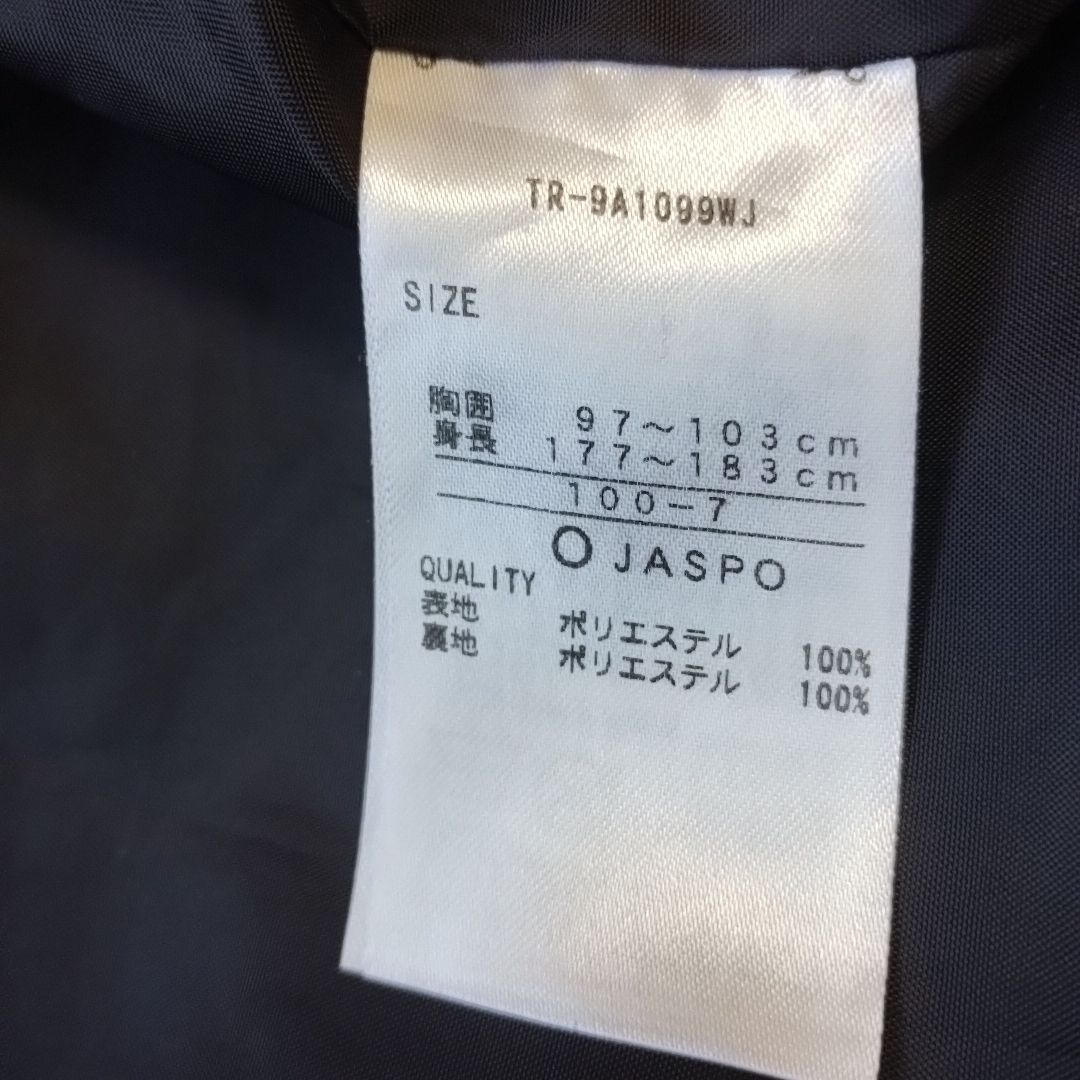 TR-9A1099WJ
SIZE
胸囲 97～103cm
身長 177～183cm
100-7
O JASPO
QUALITY
表地 ポリエステル 100%
裏地 ポリエステル 100%